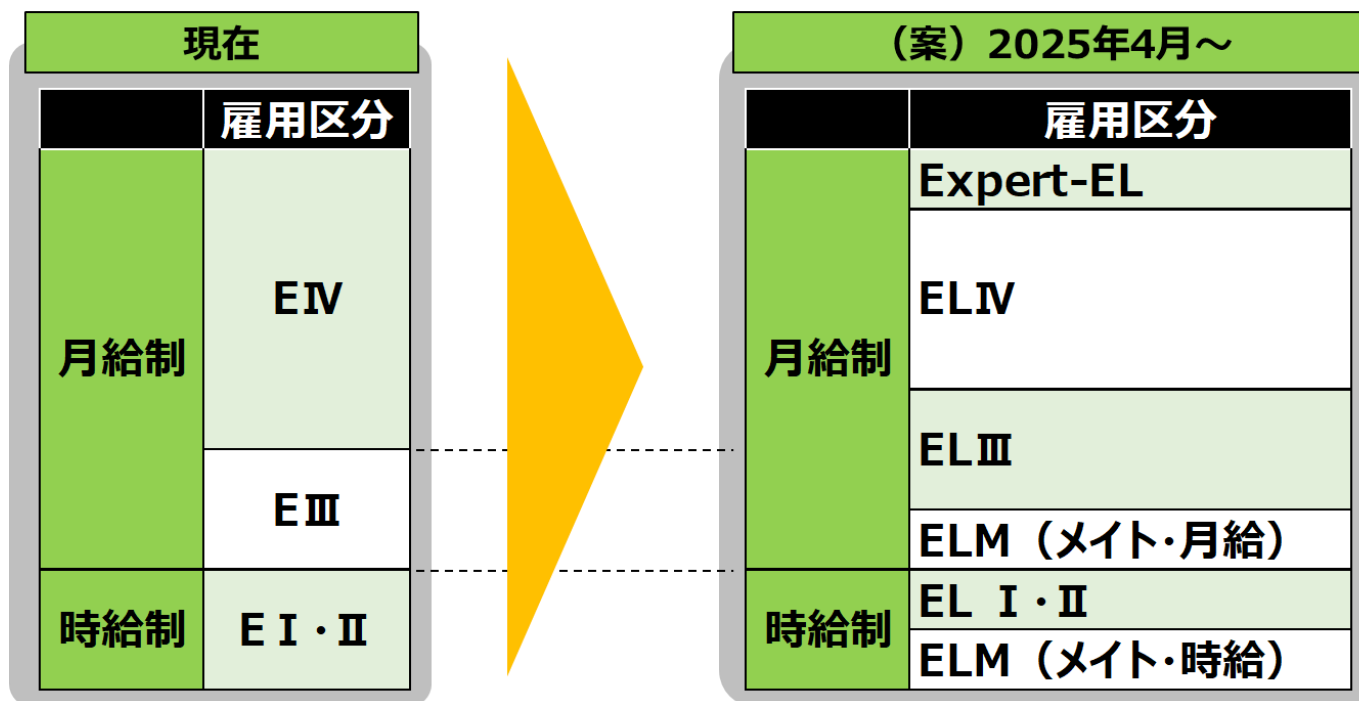 現在
雇用区分
月給制
EⅣ
EⅢ
時給制
EⅠ・Ⅱ
（案）2025年4月～
雇用区分
月給制
Expert-EL
ELⅣ
ELⅢ
ELM（メイト・月給）
時給制
EL Ⅰ・Ⅱ
ELM（メイト・時給）